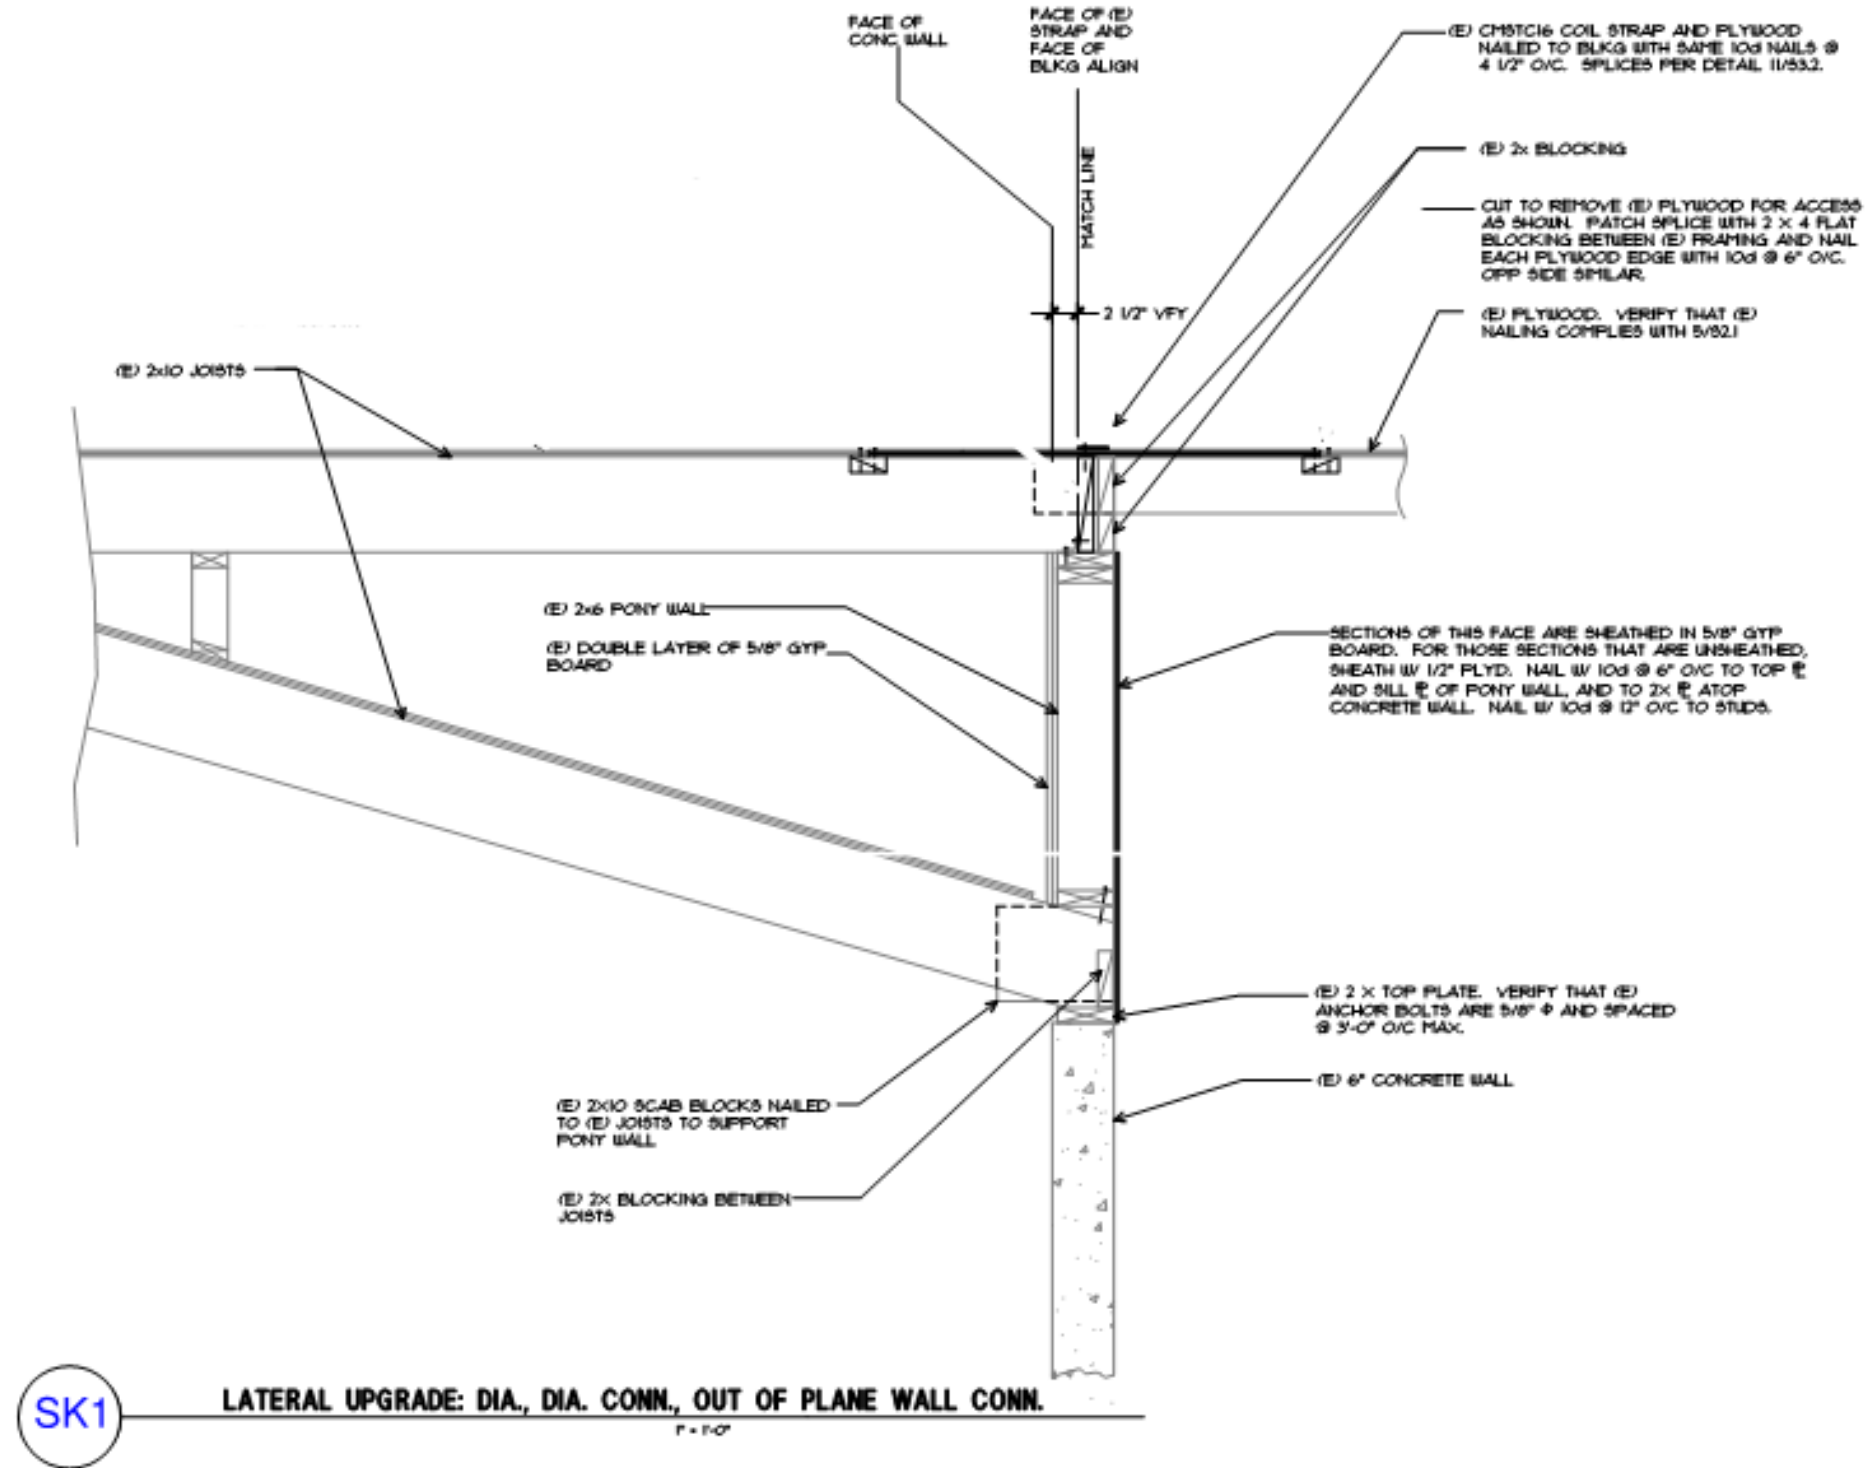 FACE OF
CONC WALL
FACE OF (E)
STRAP AND
FACE OF
BLKG ALIGN
(E) CMSTC16 COIL STRAP AND PLYWOOD
NAILED TO BLKG WITH SAME 10d NAILS @
4 1/2" O/C. SPLICES PER DETAIL 11/S3.2.
MATCH LINE
(E) 2x BLOCKING
CUT TO REMOVE (E) PLYWOOD FOR ACCESS
AS SHOWN. PATCH SPLICE WITH 2 X 4 FLAT
BLOCKING BETWEEN (E) FRAMING AND NAIL
EACH PLYWOOD EDGE WITH 10d @ 6" O/C.
OPP SIDE SIMILAR.
2 1/2" VFY
(E) PLYWOOD. VERIFY THAT (E)
NAILING COMPLIES WITH 5/S2.1
(E) 2x10 JOISTS
(E) 2x6 PONY WALL
(E) DOUBLE LAYER OF 5/8" GYP
BOARD
SECTIONS OF THIS FACE ARE SHEATHED IN 5/8" GYP
BOARD. FOR THOSE SECTIONS THAT ARE UNSHEATHED,
SHEATH W/ 1/2" PLYD. NAIL W/ 10d @ 6" O/C TO TOP ⅊
AND SILL ⅊ OF PONY WALL, AND TO 2X ⅊ ATOP
CONCRETE WALL. NAIL W/ 10d @ 12" O/C TO STUDS.
(E) 2 X TOP PLATE. VERIFY THAT (E)
ANCHOR BOLTS ARE 5/8" Φ AND SPACED
@ 3'-0" O/C MAX.
(E) 6" CONCRETE WALL
(E) 2X10 SCAB BLOCKS NAILED
TO (E) JOISTS TO SUPPORT
PONY WALL
(E) 2X BLOCKING BETWEEN
JOISTS
SK1
LATERAL UPGRADE: DIA., DIA. CONN., OUT OF PLANE WALL CONN.
1" = 1'-0"